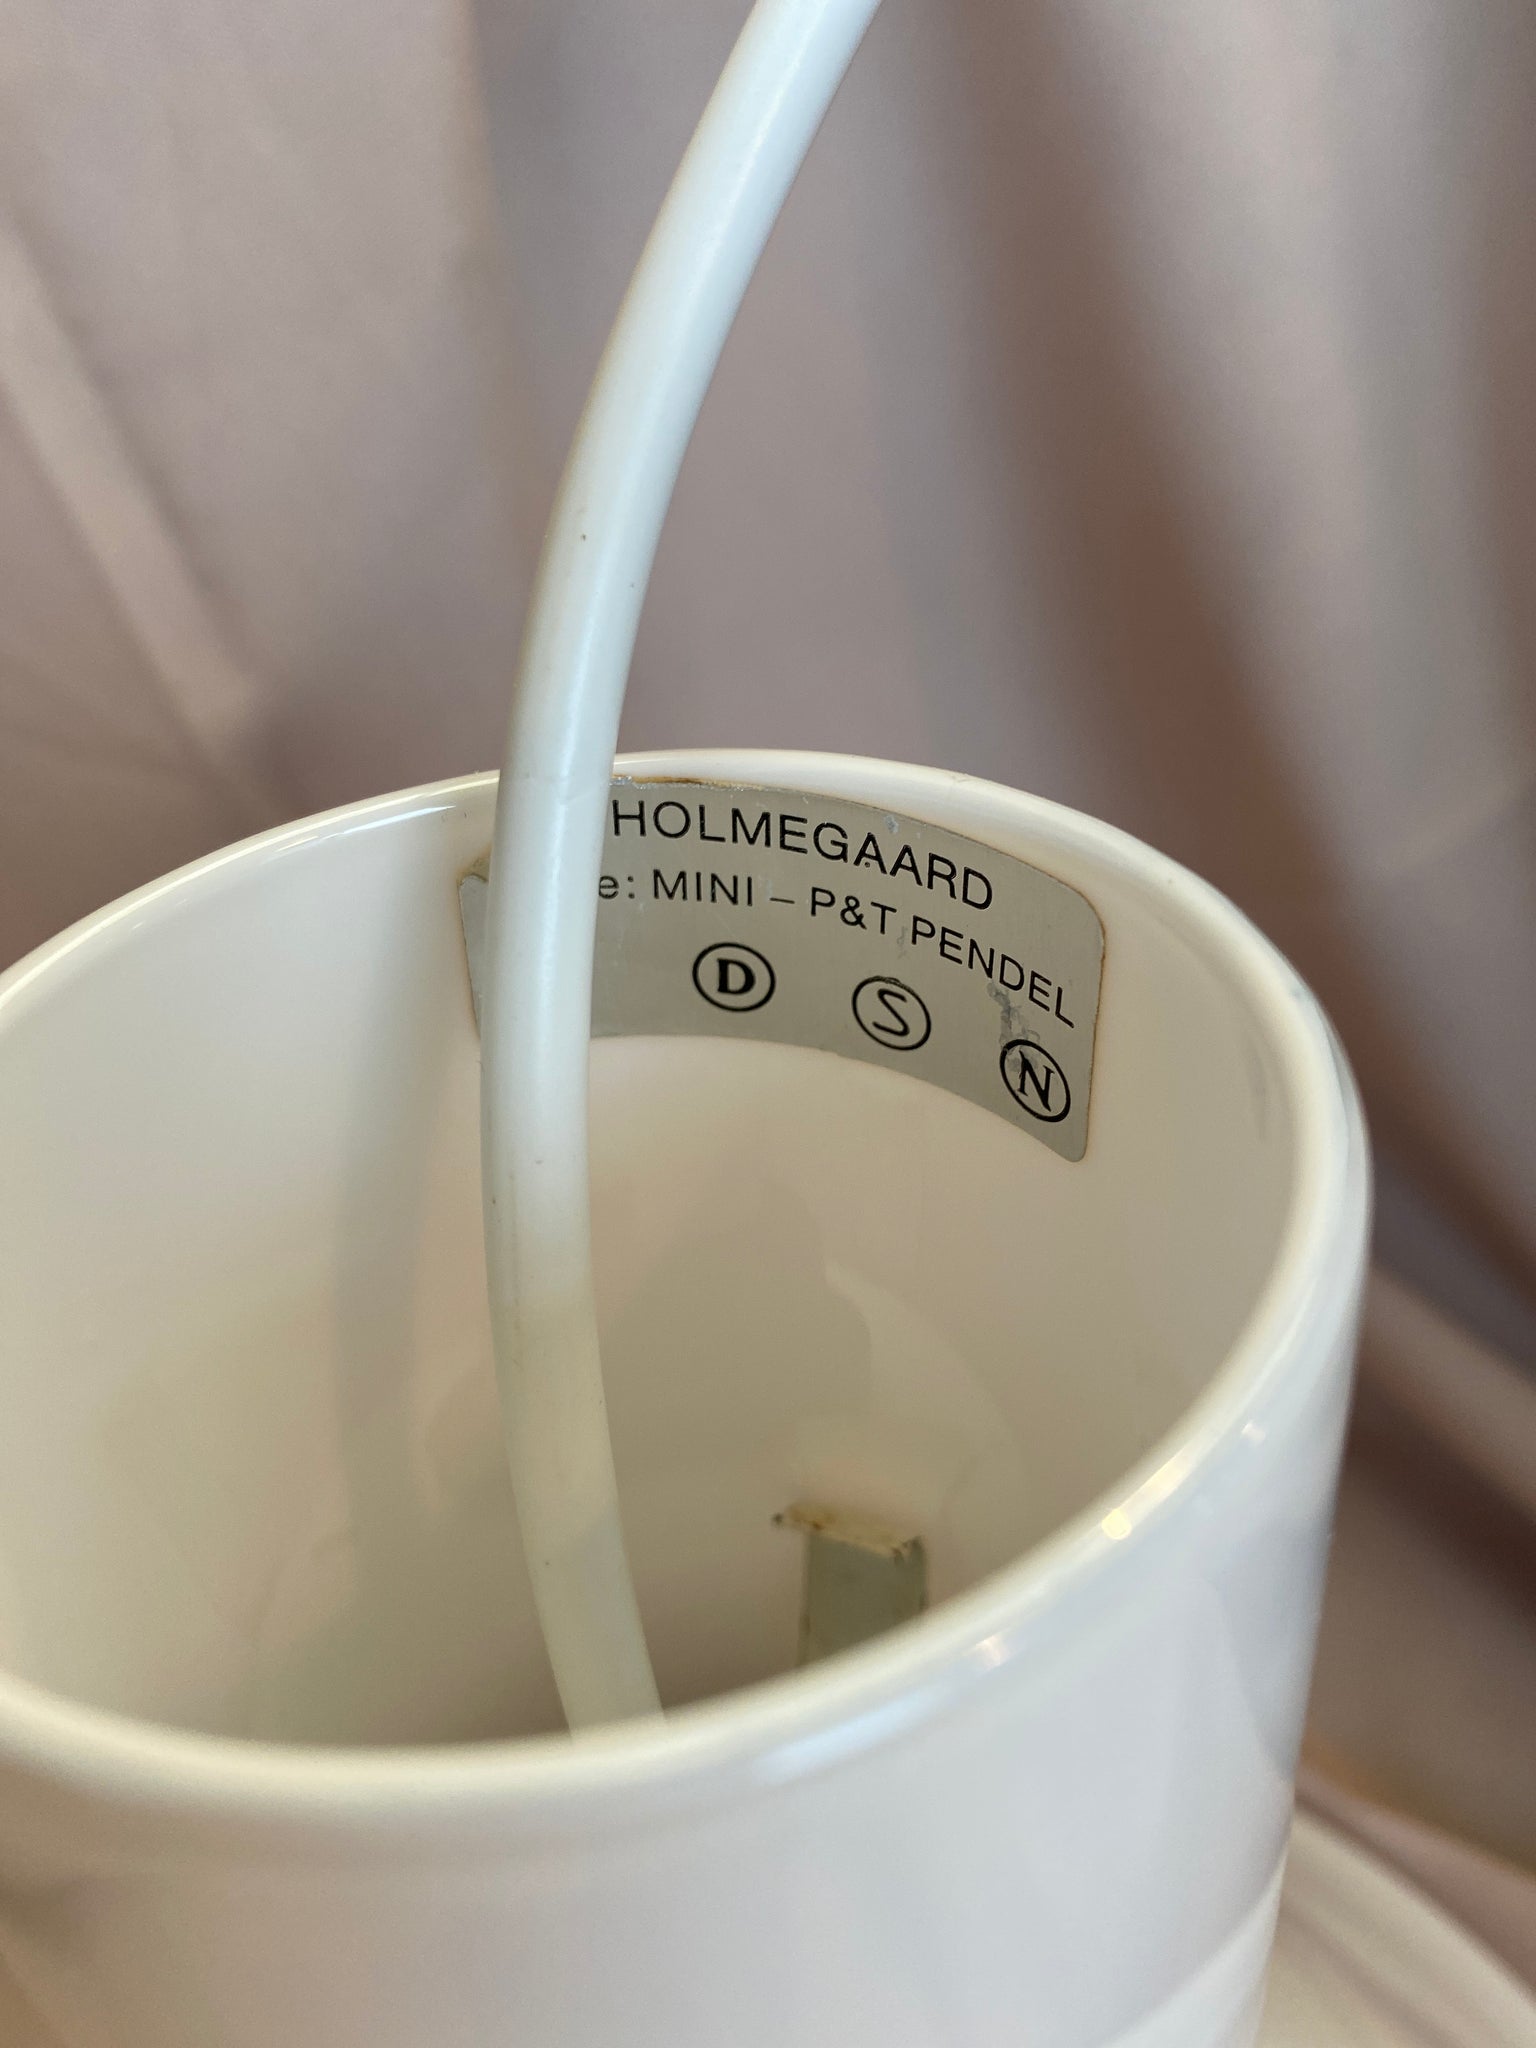 HOLMEGAARD
e: MINI – P&T PENDEL
D S N